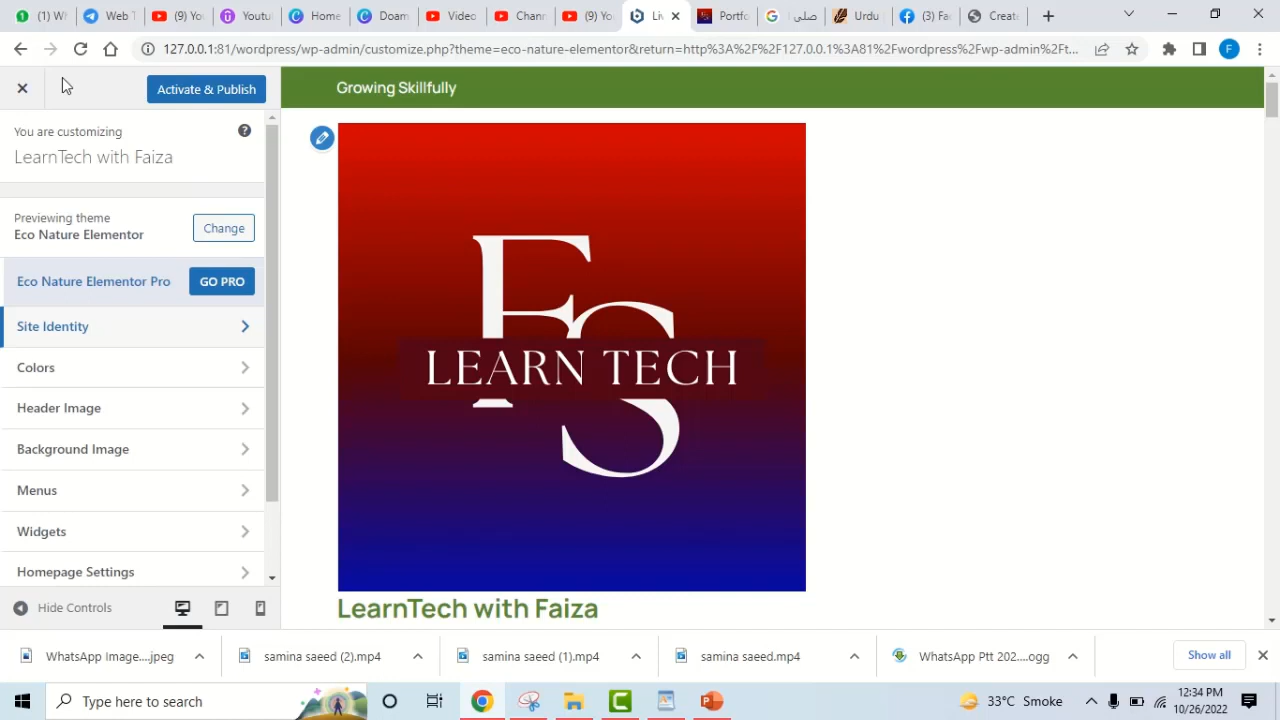 Web T
(9) Yo
Youtu
Home
Doam
Video
Chann
(9) Yo
Liv
Portfo
صلی ا
Urdu
(3) Fa
Creat
127.0.0.1:81/wordpress/wp-admin/customize.php?theme=eco-nature-elementor&return=http%3A%2F%2F127.0.0.1%3A81%2Fwordpress%2Fwp-admin%2Ft...
F
Activate & Publish
Growing Skillfully
You are customizing
LearnTech with Faiza
Previewing theme
Eco Nature Elementor
Change
Eco Nature Elementor Pro
GO PRO
Site Identity
Colors
Header Image
Background Image
Menus
Widgets
Homepage Settings
Hide Controls
FS
LEARN TECH
LearnTech with Faiza
WhatsApp Image....jpeg
samina saeed (2).mp4
samina saeed (1).mp4
samina saeed.mp4
WhatsApp Ptt 202....ogg
Show all
Type here to search
33°C Smoke
12:34 PM
10/26/2022